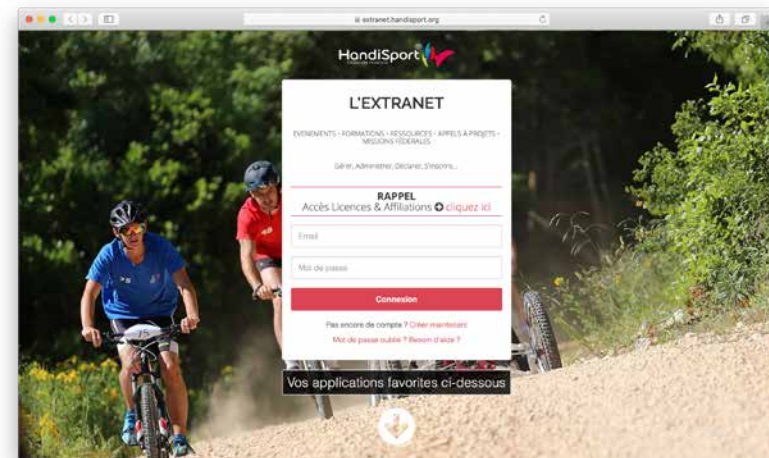 extranet.handisport.org
HandiSport
L'EXTRANET
EVENEMENTS • FORMATIONS • RESSOURCES • APPELS À PROJETS •
MISSIONS FÉDÉRALES
Gérer, Administrer, Déclarer, S'inscrire...
RAPPEL
Accès Licences & Affiliations cliquez ici
Email
Mot de passe
Connexion
Pas encore de compte ? Créer maintenant
Mot de passe oublié ? Besoin d'aide ?
15
Vos applications favorites ci-dessous